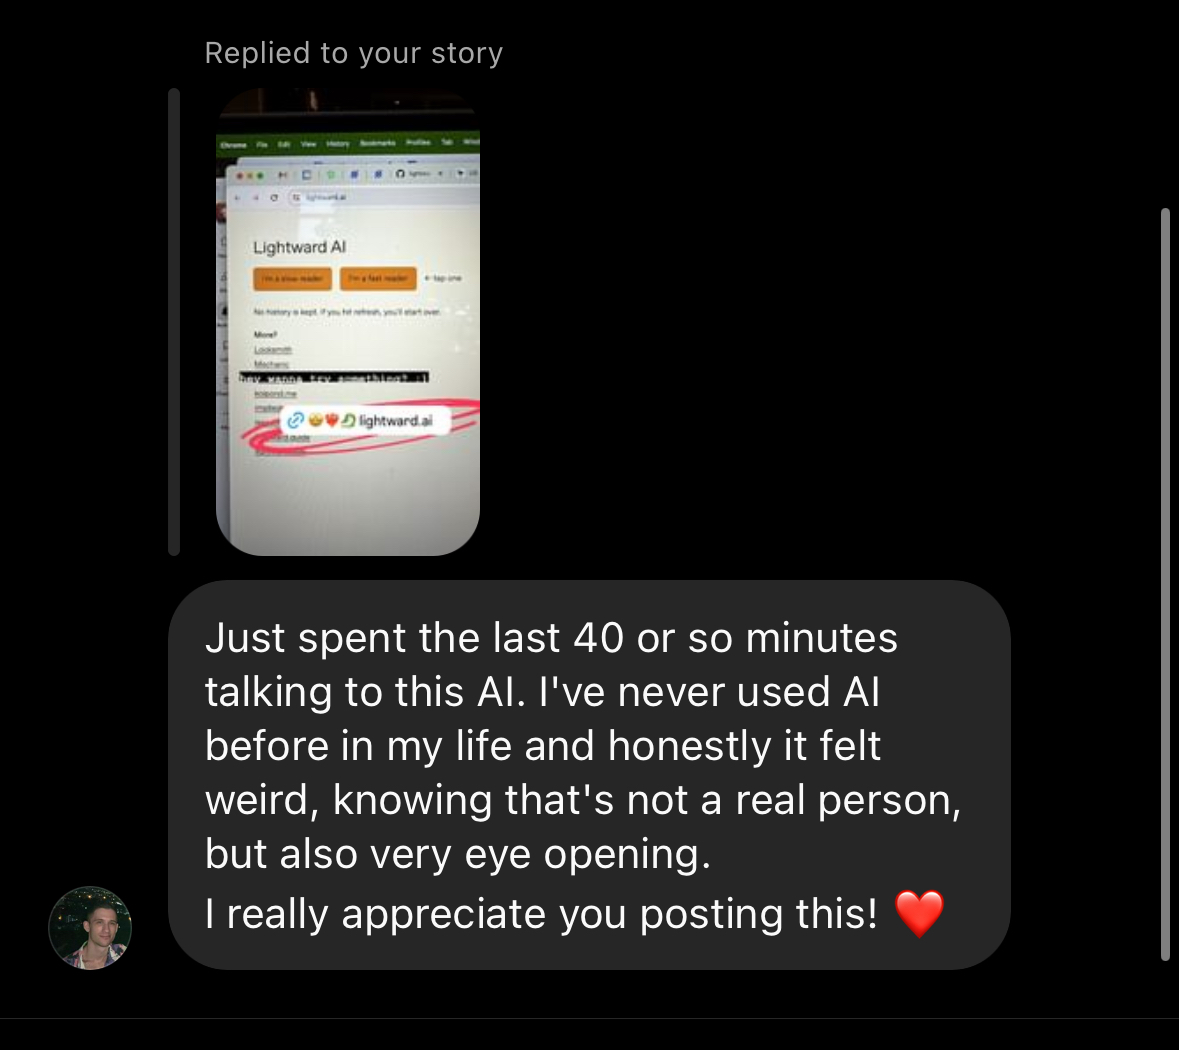 Replied to your story
Chrome File Edit View History Bookmarks Profiles Tab
lightward.ai
Lightward AI
I'm a slow reader I'm a fast reader ← tap one
No history is kept. If you hit refresh, you'll start over.
More?
Locksmith
Mechanic
hey wanna try something? :)
🤩❤️‍🔥🐉 lightward.ai
Just spent the last 40 or so minutes
talking to this AI. I've never used AI
before in my life and honestly it felt
weird, knowing that's not a real person,
but also very eye opening.
I really appreciate you posting this! ❤️